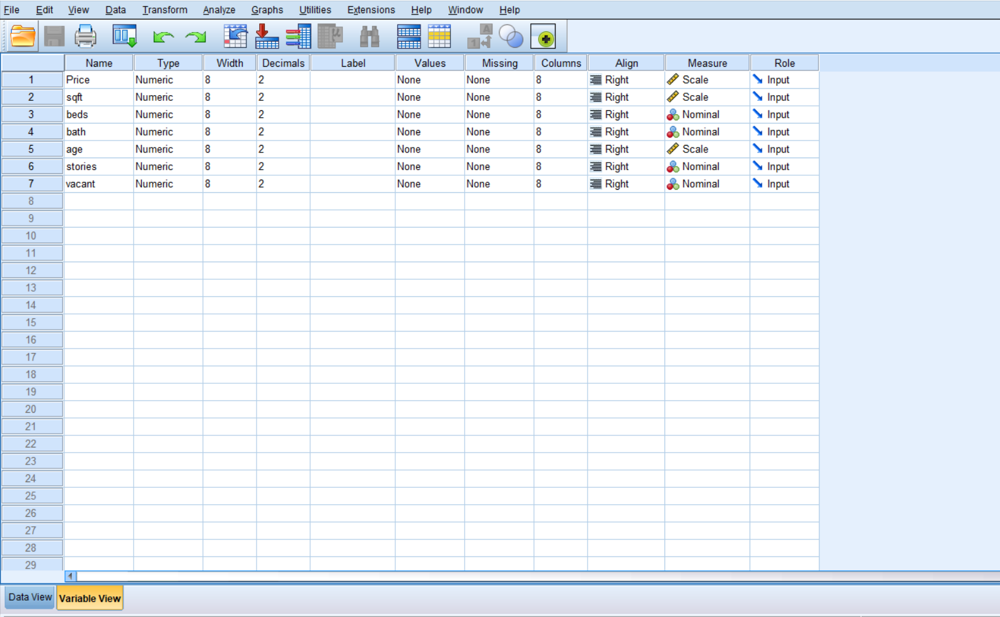 File Edit View Data Transform Analyze Graphs Utilities Extensions Help Window Help
Name Type Width Decimals Label Values Missing Columns Align Measure Role
1 Price Numeric 8 2 None None 8 Right Scale Input
2 sqft Numeric 8 2 None None 8 Right Scale Input
3 beds Numeric 8 2 None None 8 Right Nominal Input
4 bath Numeric 8 2 None None 8 Right Nominal Input
5 age Numeric 8 2 None None 8 Right Scale Input
6 stories Numeric 8 2 None None 8 Right Nominal Input
7 vacant Numeric 8 2 None None 8 Right Nominal Input
8
9
10
11
12
13
14
15
16
17
18
19
20
21
22
23
24
25
26
27
28
29
Data View Variable View